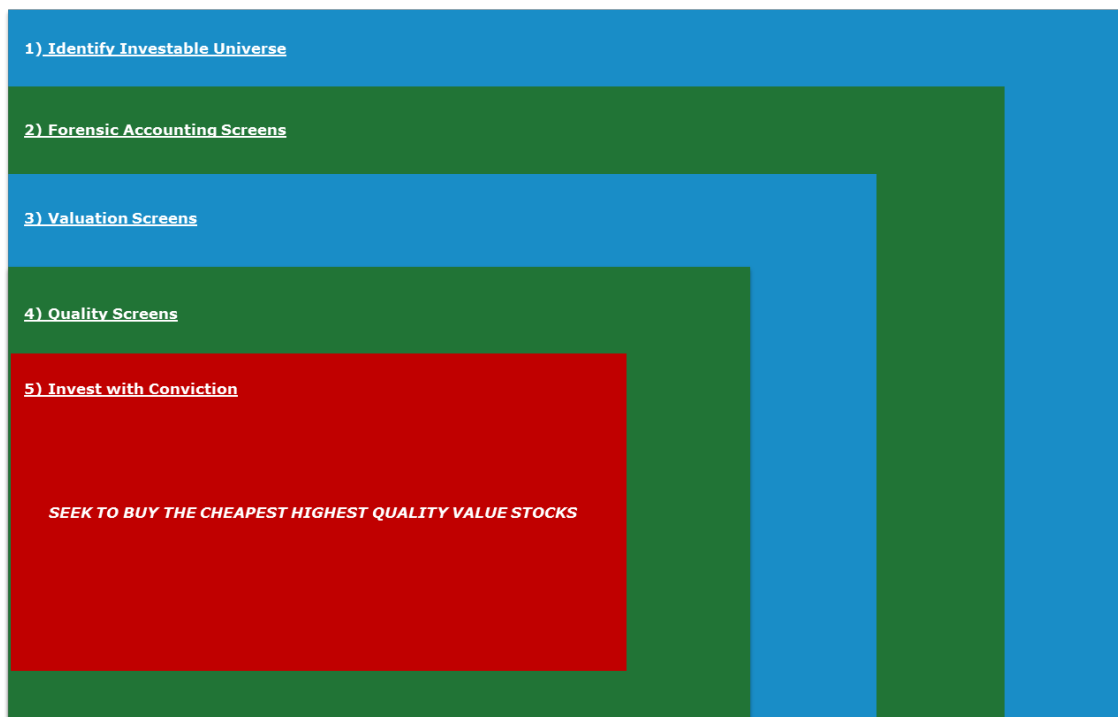 1) Identify Investable Universe
2) Forensic Accounting Screens
3) Valuation Screens
4) Quality Screens
5) Invest with Conviction
SEEK TO BUY THE CHEAPEST HIGHEST QUALITY VALUE STOCKS